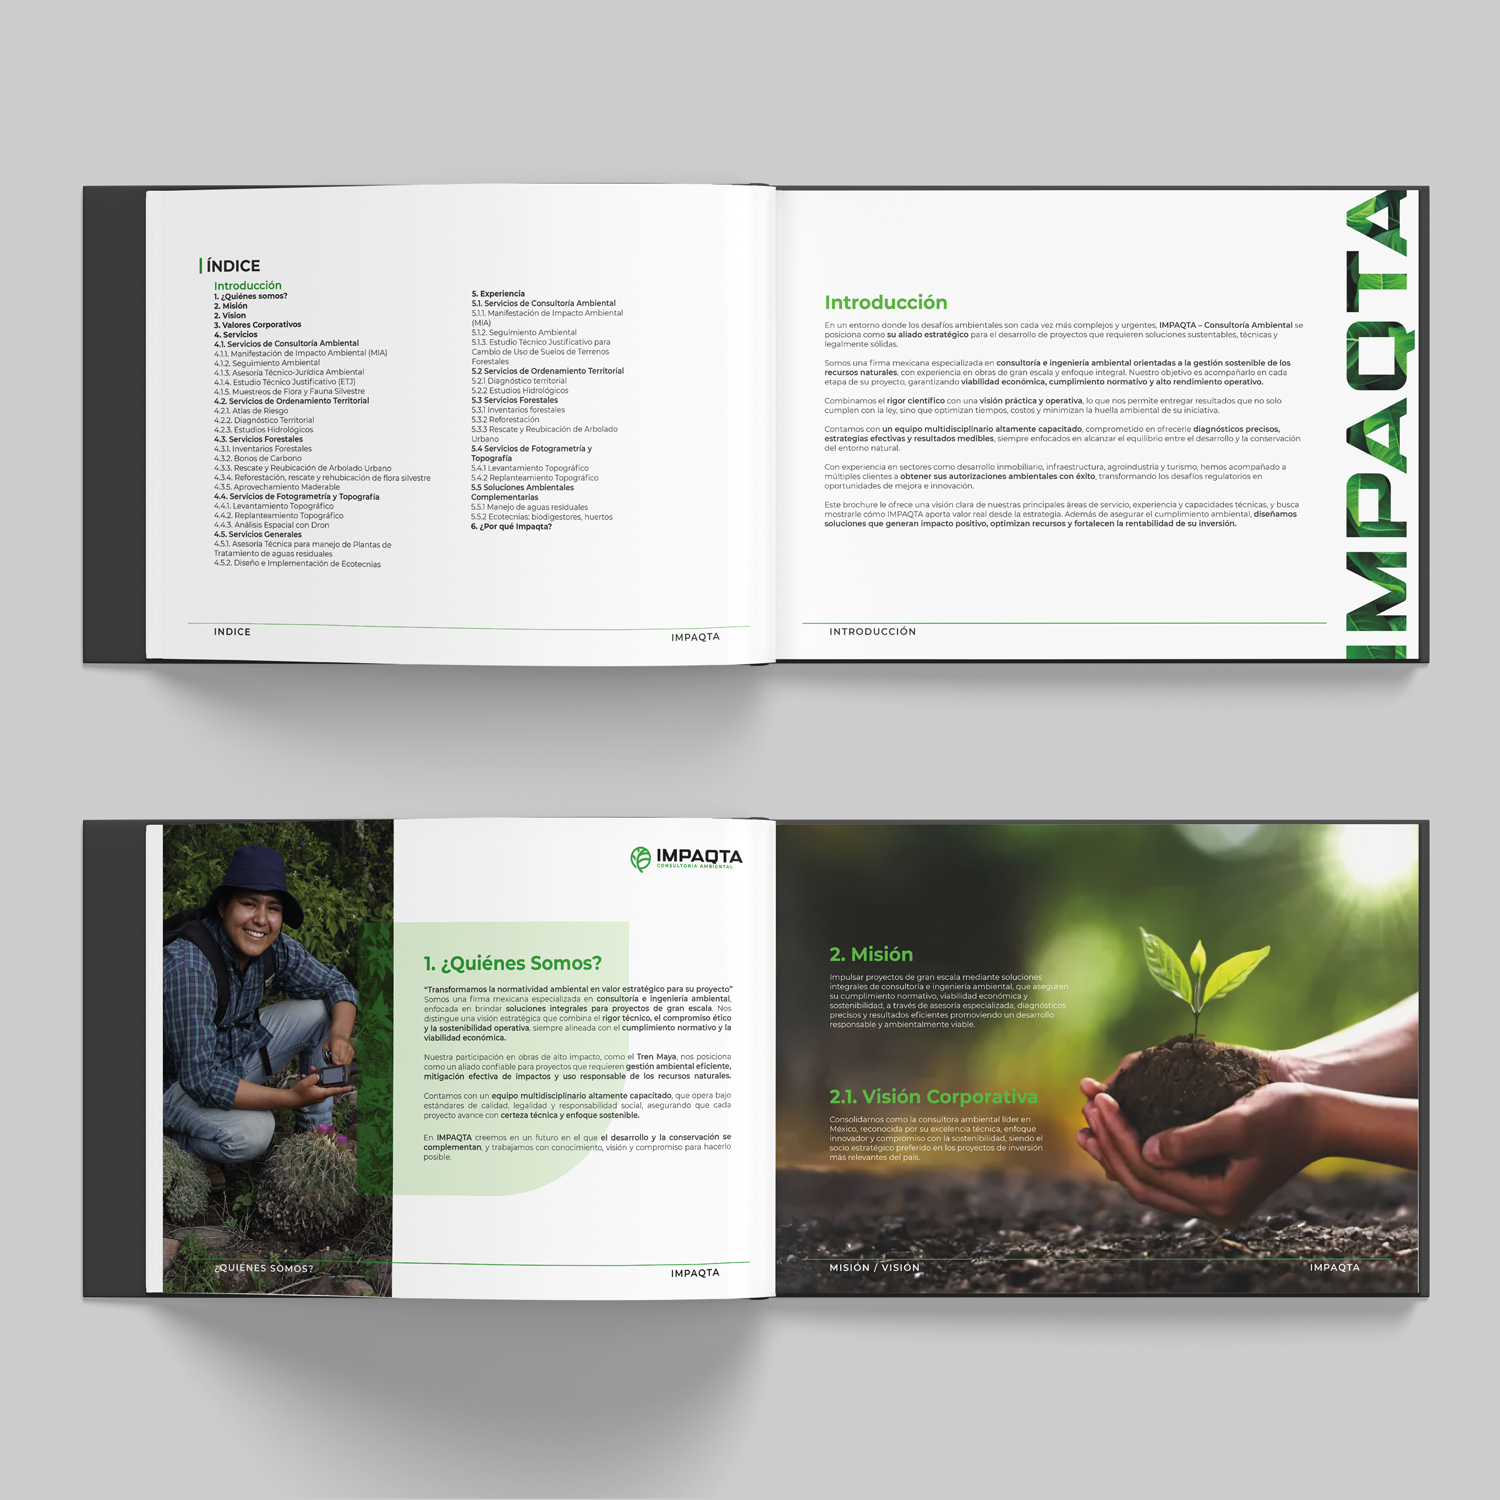 ÍNDICE
Introducción
1. ¿Quiénes somos?
2. Misión
2. Vision
3. Valores Corporativos
4. Servicios
4.1. Servicios de Consultoría Ambiental
4.1.1. Manifestación de Impacto Ambiental (MIA)
4.1.2. Seguimiento Ambiental
4.1.3. Asesoría Técnico-Jurídica Ambiental
4.1.4. Estudio Técnico Justificativo (ETJ)
4.1.5. Muestreos de Flora y Fauna Silvestre
4.2. Servicios de Ordenamiento Territorial
4.2.1. Atlas de Riesgo
4.2.2. Diagnóstico Territorial
4.2.3. Estudios Hidrológicos
4.3. Servicios Forestales
4.3.1. Inventarios Forestales
4.3.2. Bonos de Carbono
4.3.3. Rescate y Reubicación de Arbolado Urbano
4.3.4. Reforestación, rescate y rehubicación de flora silvestre
4.3.5. Aprovechamiento Maderable
4.4. Servicios de Fotogrametría y Topografía
4.4.1. Levantamiento Topográfico
4.4.2. Replanteamiento Topográfico
4.4.3. Análisis Espacial con Dron
4.5. Servicios Generales
4.5.1. Asesoría Técnica para manejo de Plantas de
Tratamiento de aguas residuales
4.5.2. Diseño e Implementación de Ecotecnias
5. Experiencia
5.1. Servicios de Consultoría Ambiental
5.1.1. Manifestación de Impacto Ambiental
(MIA)
5.1.2. Seguimiento Ambiental
5.1.3. Estudio Técnico Justificativo para
Cambio de Uso de Suelos de Terrenos
Forestales
5.2 Servicios de Ordenamiento Territorial
5.2.1 Diagnóstico territorial
5.2.2 Estudios Hidrológicos
5.3 Servicios Forestales
5.3.1 Inventarios forestales
5.3.2 Reforestación
5.3.3 Rescate y Reubicación de Arbolado
Urbano
5.4 Servicios de Fotogrametría y
Topografía
5.4.1 Levantamiento Topográfico
5.4.2 Replanteamiento Topográfico
5.5 Soluciones Ambientales
Complementarias
5.5.1 Manejo de aguas residuales
5.5.2 Ecotecnias: biodigestores, huertos
6. ¿Por qué Impaqta?
INDICE
IMPAQTA
Introducción
En un entorno donde los desafíos ambientales son cada vez más complejos y urgentes, IMPAQTA – Consultoría Ambiental se
posiciona como su aliado estratégico para el desarrollo de proyectos que requieren soluciones sustentables, técnicas y
legalmente sólidas.
Somos una firma mexicana especializada en consultoría e ingeniería ambiental orientadas a la gestión sostenible de los
recursos naturales, con experiencia en obras de gran escala y enfoque integral. Nuestro objetivo es acompañarlo en cada
etapa de su proyecto, garantizando viabilidad económica, cumplimiento normativo y alto rendimiento operativo.
Combinamos el rigor científico con una visión práctica y operativa, lo que nos permite entregar resultados que no solo
cumplen con la ley, sino que optimizan tiempos, costos y minimizan la huella ambiental de su iniciativa.
Contamos con un equipo multidisciplinario altamente capacitado, comprometido en ofrecerle diagnósticos precisos,
estrategias efectivas y resultados medibles, siempre enfocados en alcanzar el equilibrio entre el desarrollo y la conservación
del entorno natural.
Con experiencia en sectores como desarrollo inmobiliario, infraestructura, agroindustria y turismo, hemos acompañado a
múltiples clientes a obtener sus autorizaciones ambientales con éxito, transformando los desafíos regulatorios en
oportunidades de mejora e innovación.
Este brochure le ofrece una visión clara de nuestras principales áreas de servicio, experiencia y capacidades técnicas, y busca
mostrarle cómo IMPAQTA aporta valor real desde la estrategia. Además de asegurar el cumplimiento ambiental, diseñamos
soluciones que generan impacto positivo, optimizan recursos y fortalecen la rentabilidad de su inversión.
INTRODUCCIÓN
IMPAQTA
IMPAQTA
CONSULTORÍA AMBIENTAL
1. ¿Quiénes Somos?
“Transformamos la normatividad ambiental en valor estratégico para su proyecto”
Somos una firma mexicana especializada en consultoría e ingeniería ambiental,
enfocada en brindar soluciones integrales para proyectos de gran escala. Nos
distingue una visión estratégica que combina el rigor técnico, el compromiso ético
y la sostenibilidad operativa, siempre alineada con el cumplimiento normativo y la
viabilidad económica.
Nuestra participación en obras de alto impacto, como el Tren Maya, nos posiciona
como un aliado confiable para proyectos que requieren gestión ambiental eficiente,
mitigación efectiva de impactos y uso responsable de los recursos naturales.
Contamos con un equipo multidisciplinario altamente capacitado, que opera bajo
estándares de calidad, legalidad y responsabilidad social, asegurando que cada
proyecto avance con certeza técnica y enfoque sostenible.
En IMPAQTA creemos en un futuro en el que el desarrollo y la conservación se
complementan, y trabajamos con conocimiento, visión y compromiso para hacerlo
posible.
¿QUIÉNES SOMOS?
IMPAQTA
2. Misión
Impulsar proyectos de gran escala mediante soluciones
integrales de consultoría e ingeniería ambiental, que aseguren
su cumplimiento normativo, viabilidad económica y
sostenibilidad, a través de asesoría especializada, diagnósticos
precisos y resultados eficientes promoviendo un desarrollo
responsable y ambientalmente viable.
2.1. Visión Corporativa
Consolidarnos como la consultora ambiental líder en
México, reconocida por su excelencia técnica, enfoque
innovador y compromiso con la sostenibilidad, siendo el
socio estratégico preferido en los proyectos de inversión
más relevantes del país.
MISIÓN / VISIÓN
IMPAQTA